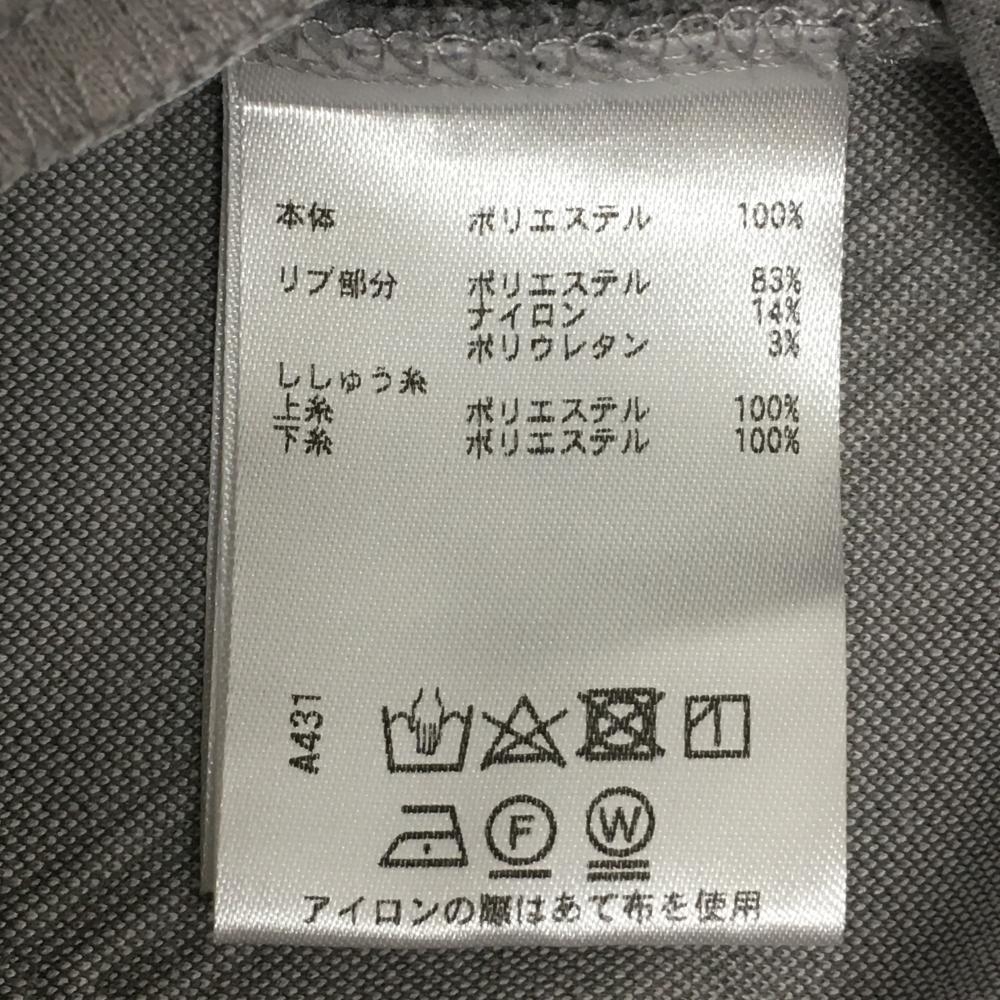 本体 ポリエステル 100%
リブ部分 ポリエステル 83%
ナイロン 14%
ポリウレタン 3%
ししゅう糸
上糸 ポリエステル 100%
下糸 ポリエステル 100%
A431
F W
アイロンの際はあて布を使用